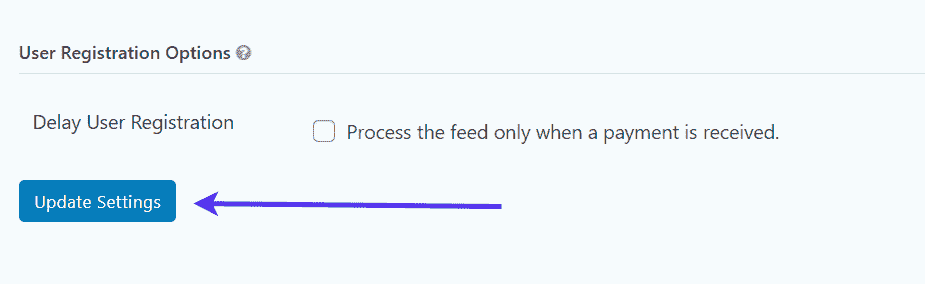 User Registration Options
Delay User Registration
Process the feed only when a payment is received.
Update Settings